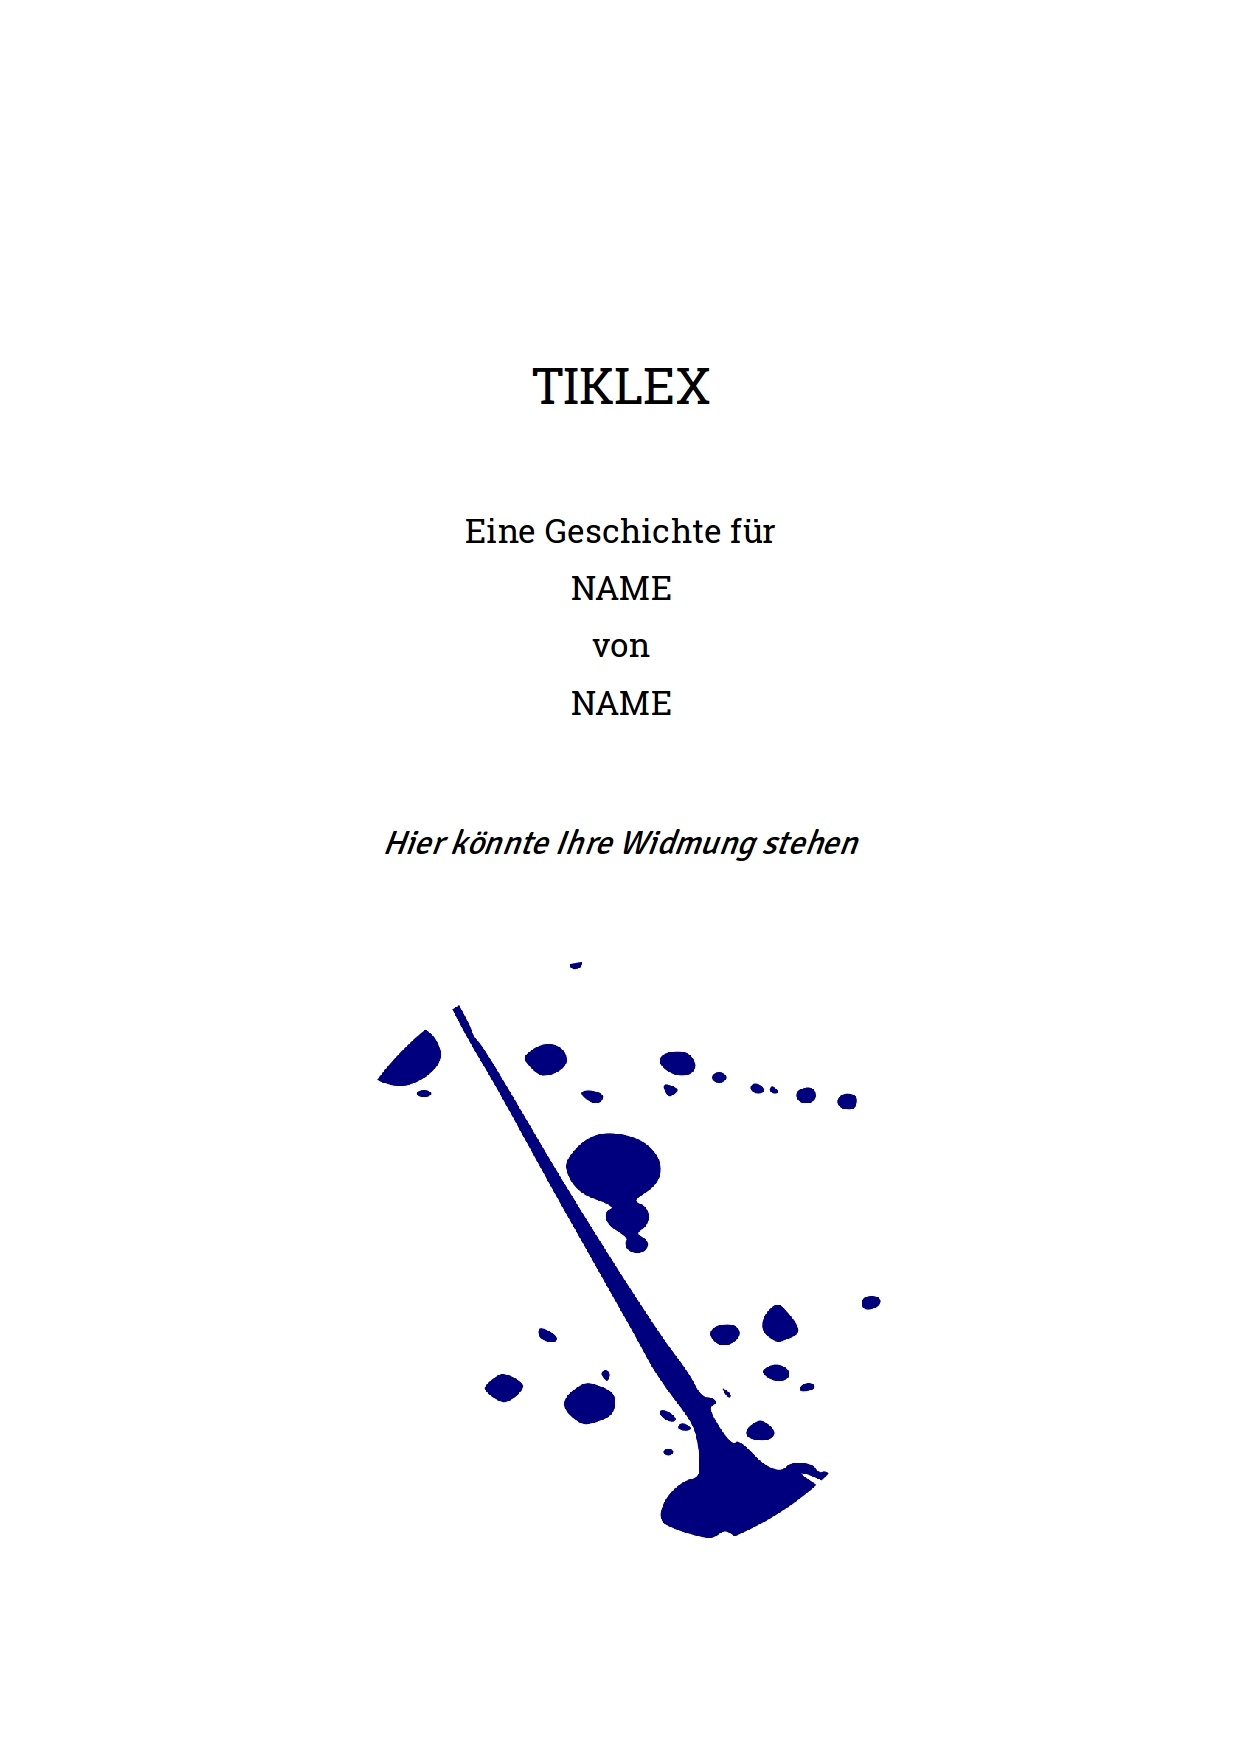 TIKLEX
Eine Geschichte für
NAME
von
NAME
Hier könnte Ihre Widmung stehen